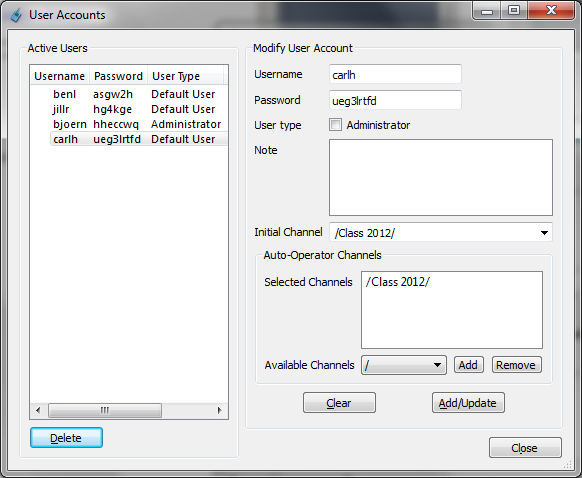 User Accounts
Active Users
Username Password User Type
benl asgw2h Default User
jillr hg4kge Default User
bjoern hheccwq Administrator
carlh ueg3lrtfd Default User
Delete
Modify User Account
Username carlh
Password ueg3lrtfd
User type Administrator
Note
Initial Channel /Class 2012/
Auto-Operator Channels
Selected Channels /Class 2012/
Available Channels / Add Remove
Clear Add/Update
Close